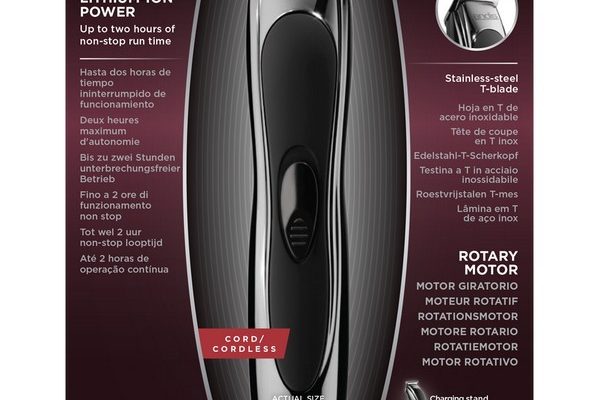 LITHIUM-ION
POWER
Up to two hours of
non-stop run time
Hasta dos horas de
tiempo
ininterrumpido de
funcionamiento
Deux heures
maximum
d'autonomie
Bis zu zwei Stunden
unterbrechungsfreier
Betrieb
Fino a 2 ore di
funzionamento
non stop
Tot wel 2 uur
non-stop looptijd
Até 2 horas de
operação contínua
CORD/
CORDLESS
ACTUAL SIZE
andis
Stainless-steel
T-blade
Hoja en T de
acero inoxidable
Tête de coupe
en T inox
Edelstahl-T-Scherkopf
Testina a T in acciaio
inossidabile
Roestvrijstalen T-mes
Lâmina em T
de aço inox
ROTARY
MOTOR
MOTOR GIRATORIO
MOTEUR ROTATIF
ROTATIONSMOTOR
MOTORE ROTARIO
ROTATIEMOTOR
MOTOR ROTATIVO
Charging stand